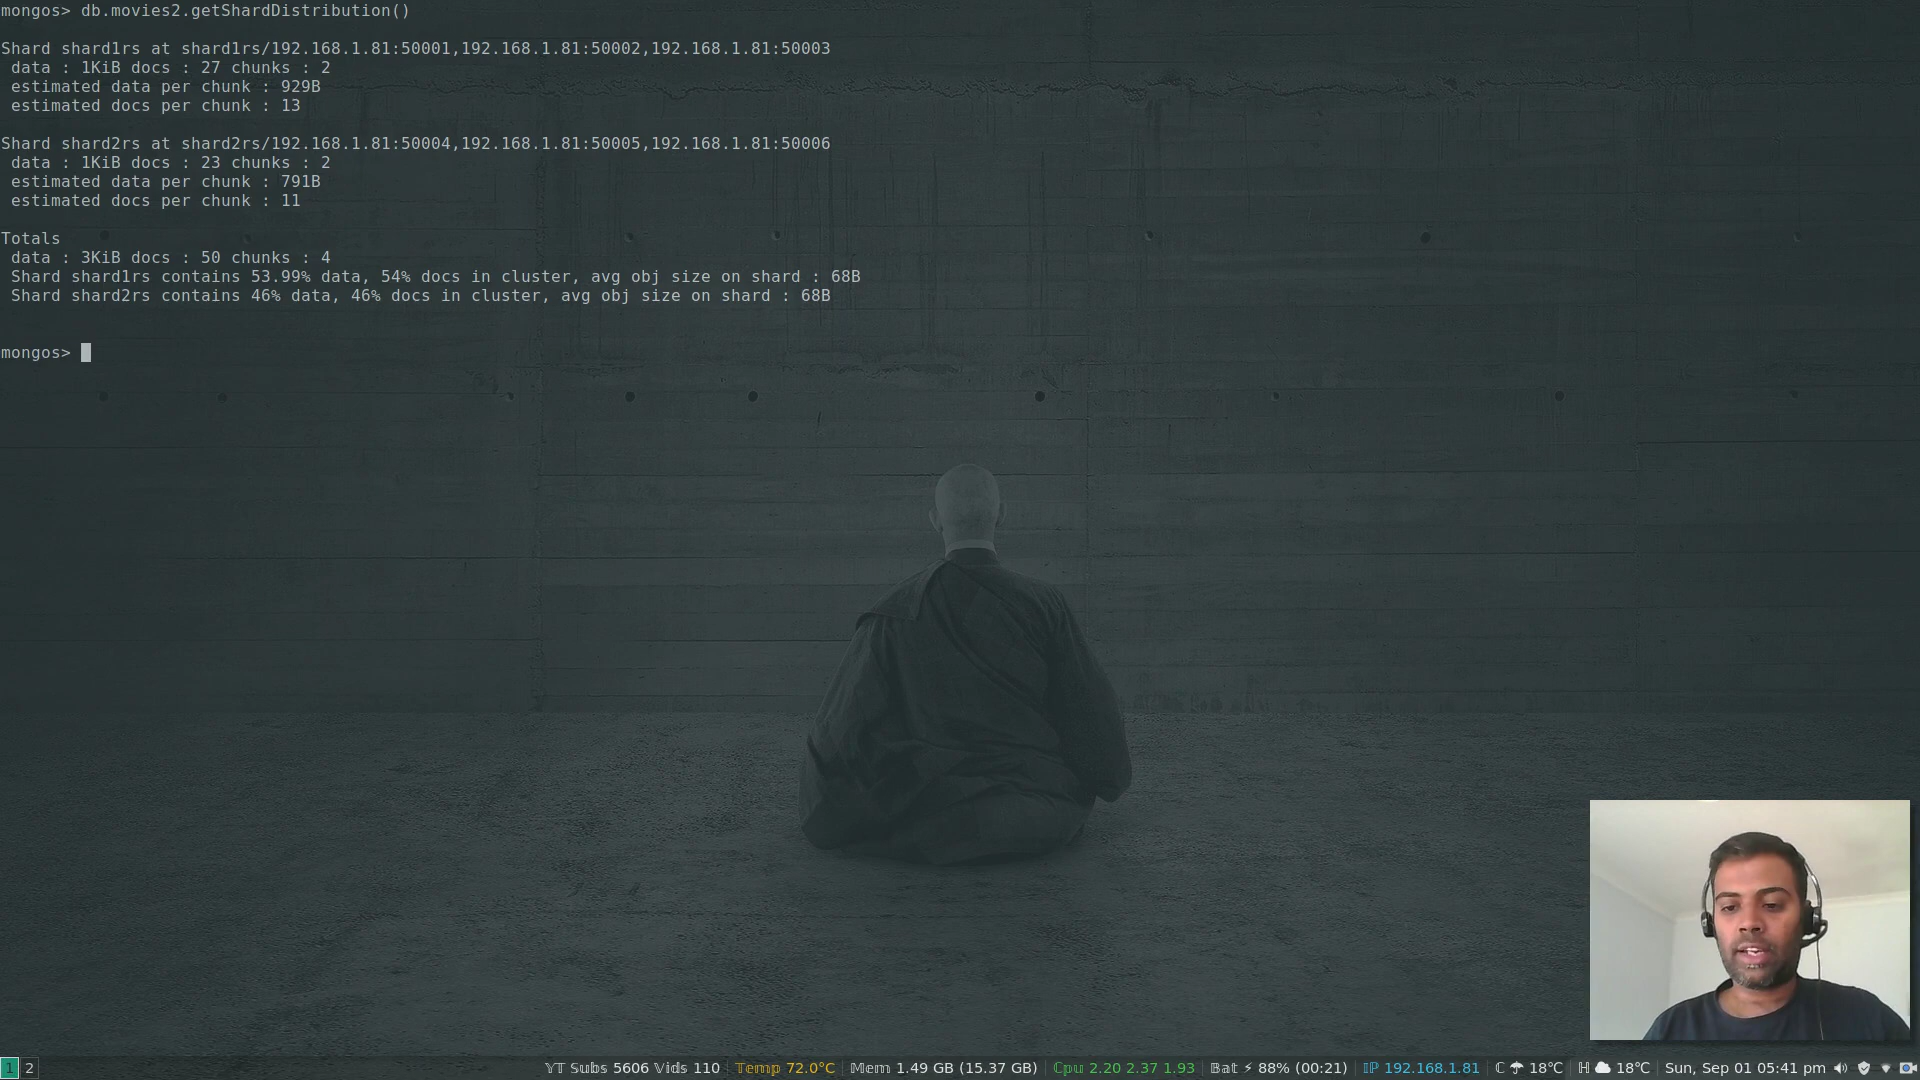 mongos> db.movies2.getShardDistribution()
Shard shard1rs at shard1rs/192.168.1.81:50001,192.168.1.81:50002,192.168.1.81:50003
data : 1KiB docs : 27 chunks : 2
estimated data per chunk : 929B
estimated docs per chunk : 13
Shard shard2rs at shard2rs/192.168.1.81:50004,192.168.1.81:50005,192.168.1.81:50006
data : 1KiB docs : 23 chunks : 2
estimated data per chunk : 791B
estimated docs per chunk : 11
Totals
data : 3KiB docs : 50 chunks : 4
Shard shard1rs contains 53.99% data, 54% docs in cluster, avg obj size on shard : 68B
Shard shard2rs contains 46% data, 46% docs in cluster, avg obj size on shard : 68B
mongos>
1 2 𝕐𝕋 𝕊𝕦𝕓𝕤 5606 𝕍𝕚𝕕𝕤 110 𝕋𝕖𝕞𝕡 72.0°C 𝕄𝕖𝕞 1.49 GB (15.37 GB) ℂ𝕡𝕦 2.20 2.37 1.93 𝔹𝕒𝕥 ⚡ 88% (00:21) 𝕀ℙ 192.168.1.81 ℂ 18℃ ℍ 18℃ Sun, Sep 01 05:41 pm